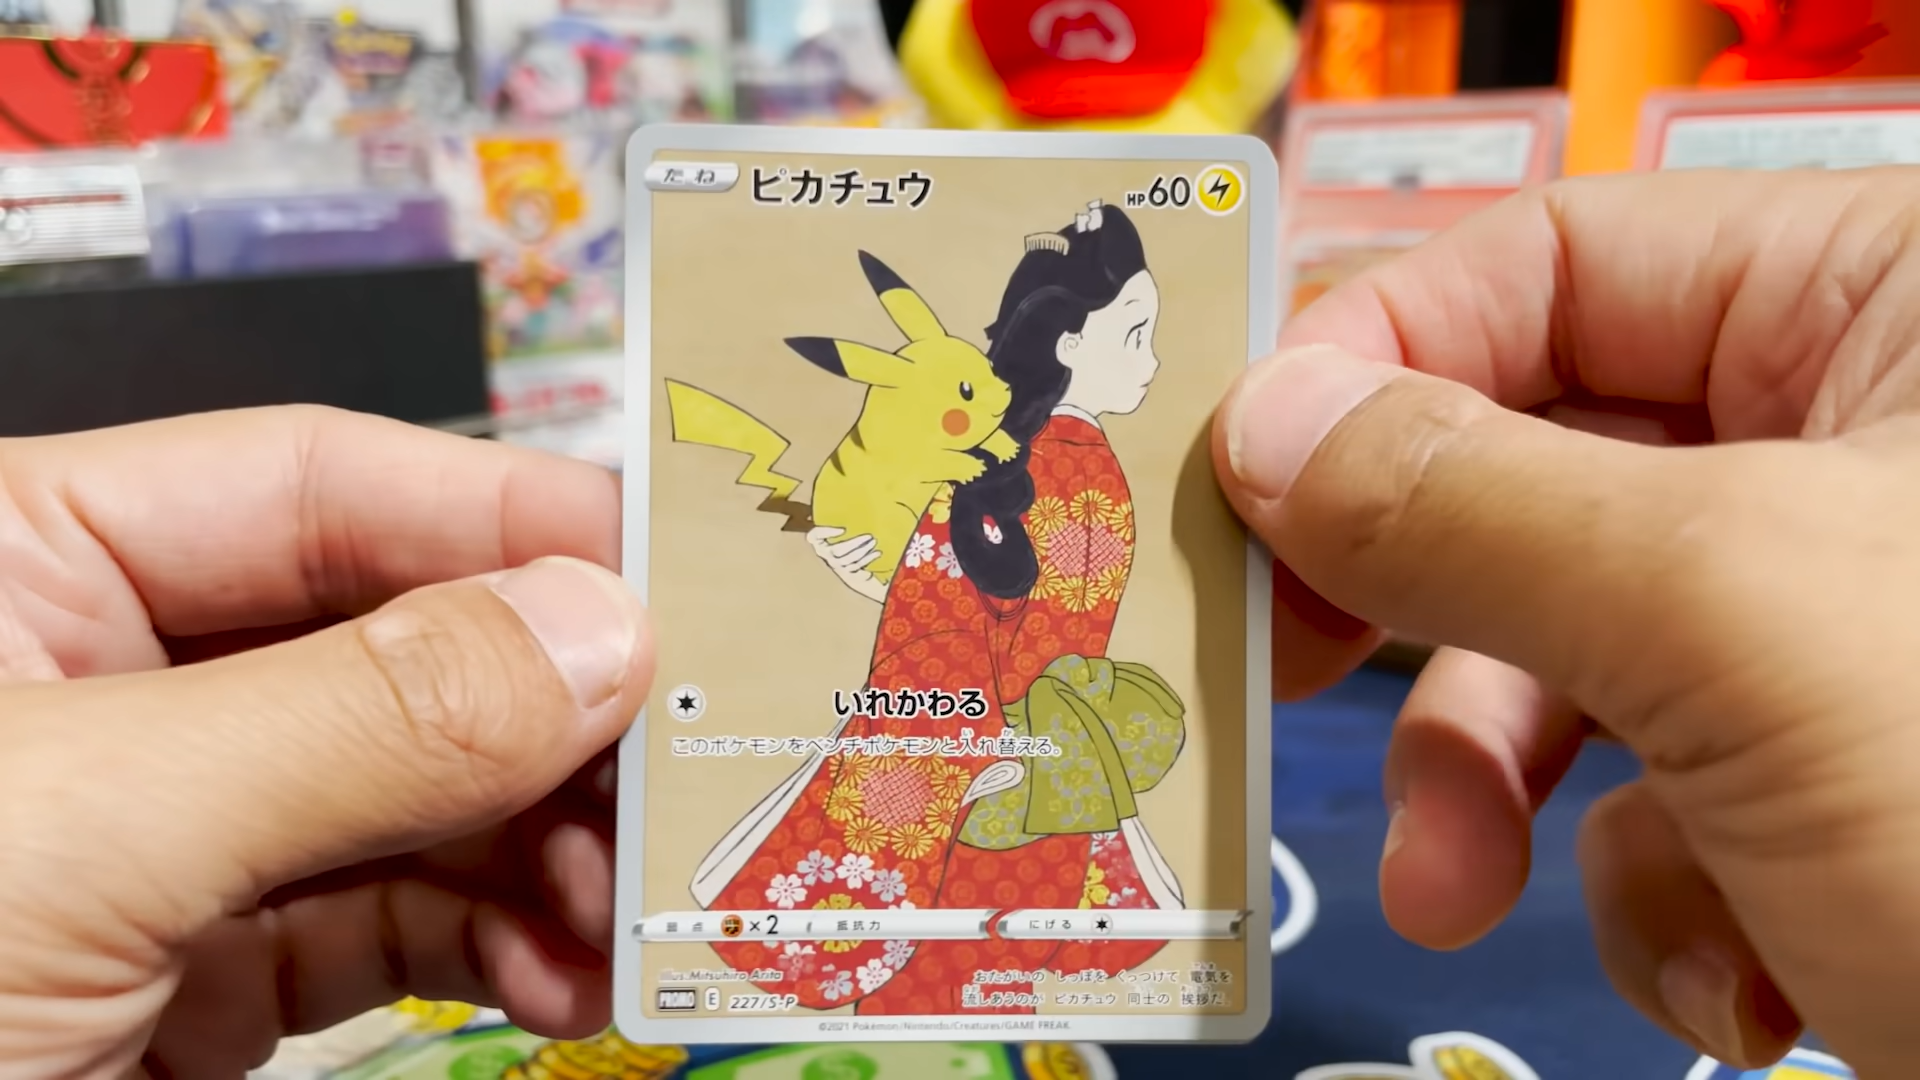 たね ピカチュウ HP60
いれかわる
このポケモンをベンチポケモンと入れ替える。
弱点 ×2 抵抗力 にげる
illus. Mitsuhiro Arita
おたがいの しっぽを くっつけて 電気を
流しあうのが ピカチュウ 同士の 挨拶だ。
PROMO E 227/S-P
©2021 Pokémon/Nintendo/Creatures/GAME FREAK